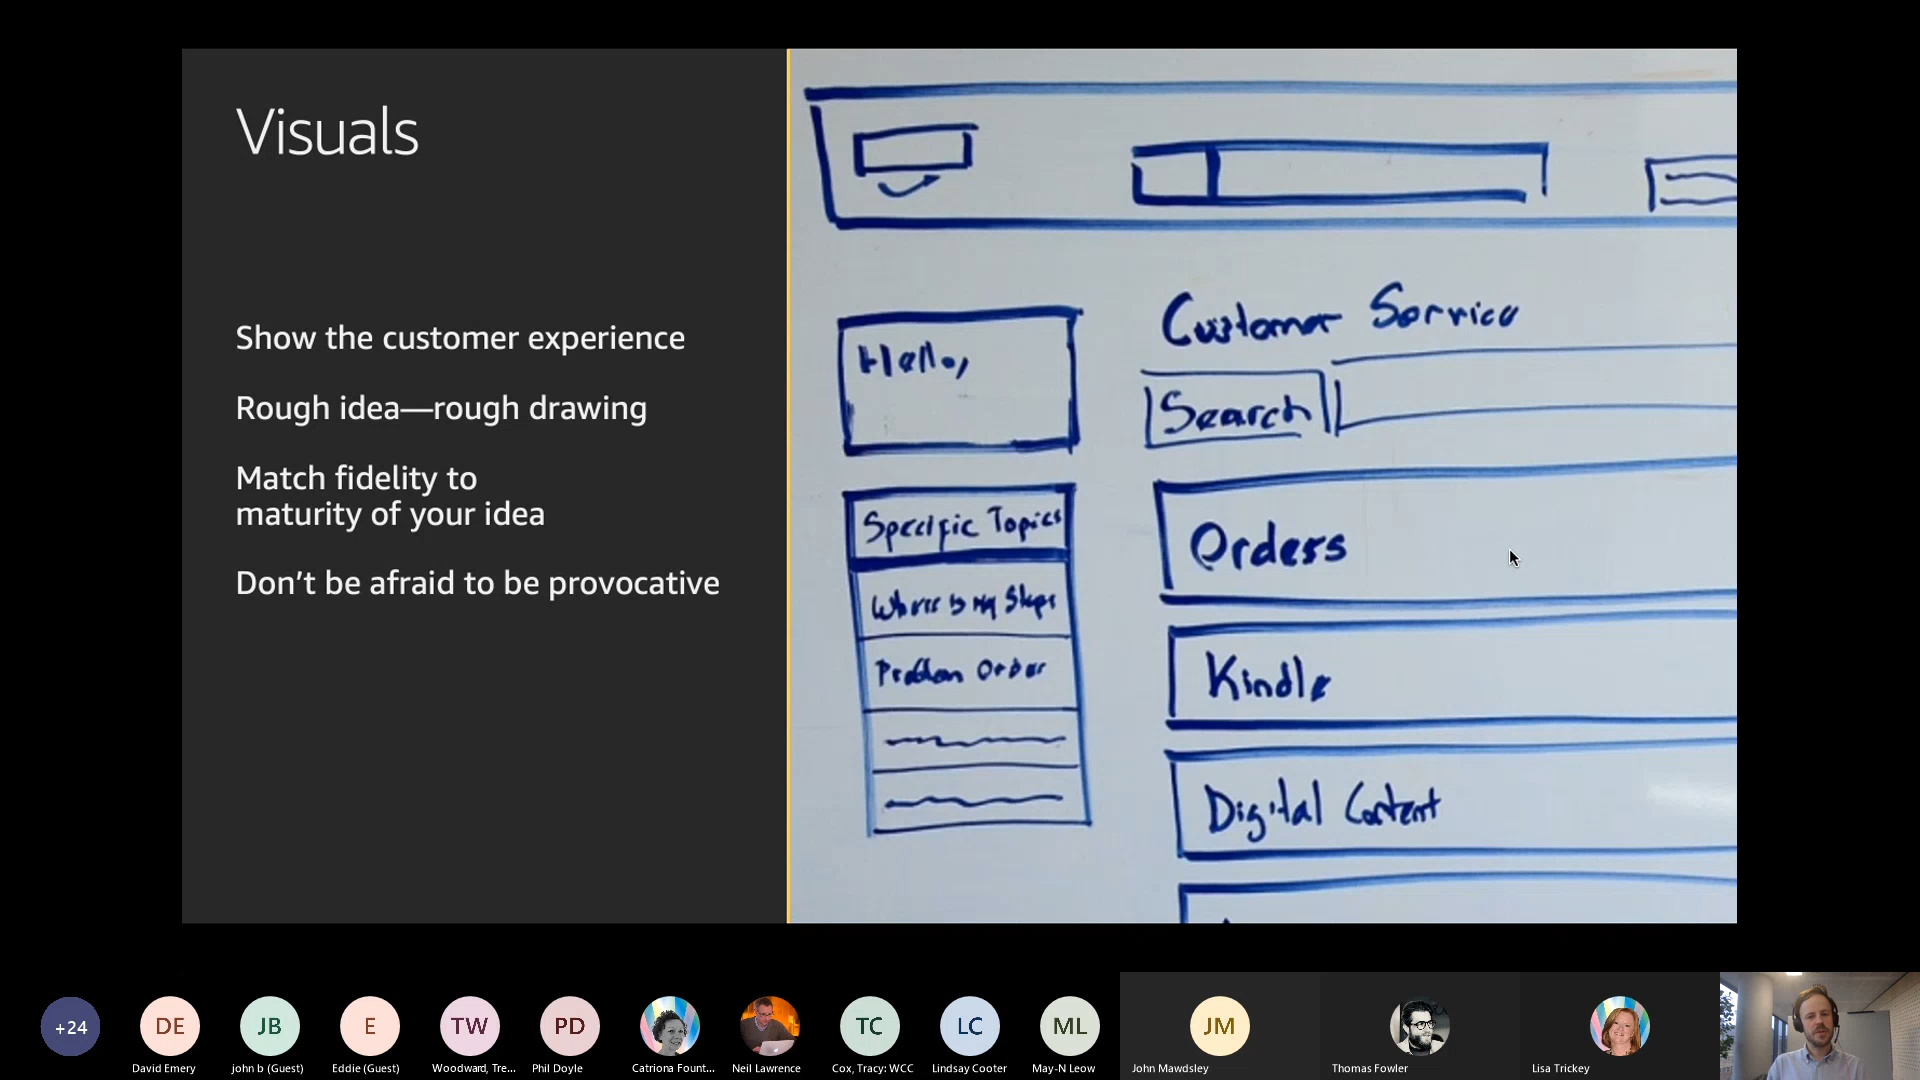 Visuals
Show the customer experience
Rough idea—rough drawing
Match fidelity to
maturity of your idea
Don't be afraid to be provocative
Customer Service
Hello,
Search
Specific Topics
Orders
Where is my
Problem Order
Kindle
Digital Content
+24
DE
JB
E
TW
PD
TC
LC
ML
JM
David Emery
john b (Guest)
Eddie (Guest)
Woodward, Tre...
Phil Doyle
Catriona Fount...
Neil Lawrence
Cox, Tracy: WCC
Lindsay Cooter
May-N Leow
John Mawdsley
Thomas Fowler
Lisa Trickey